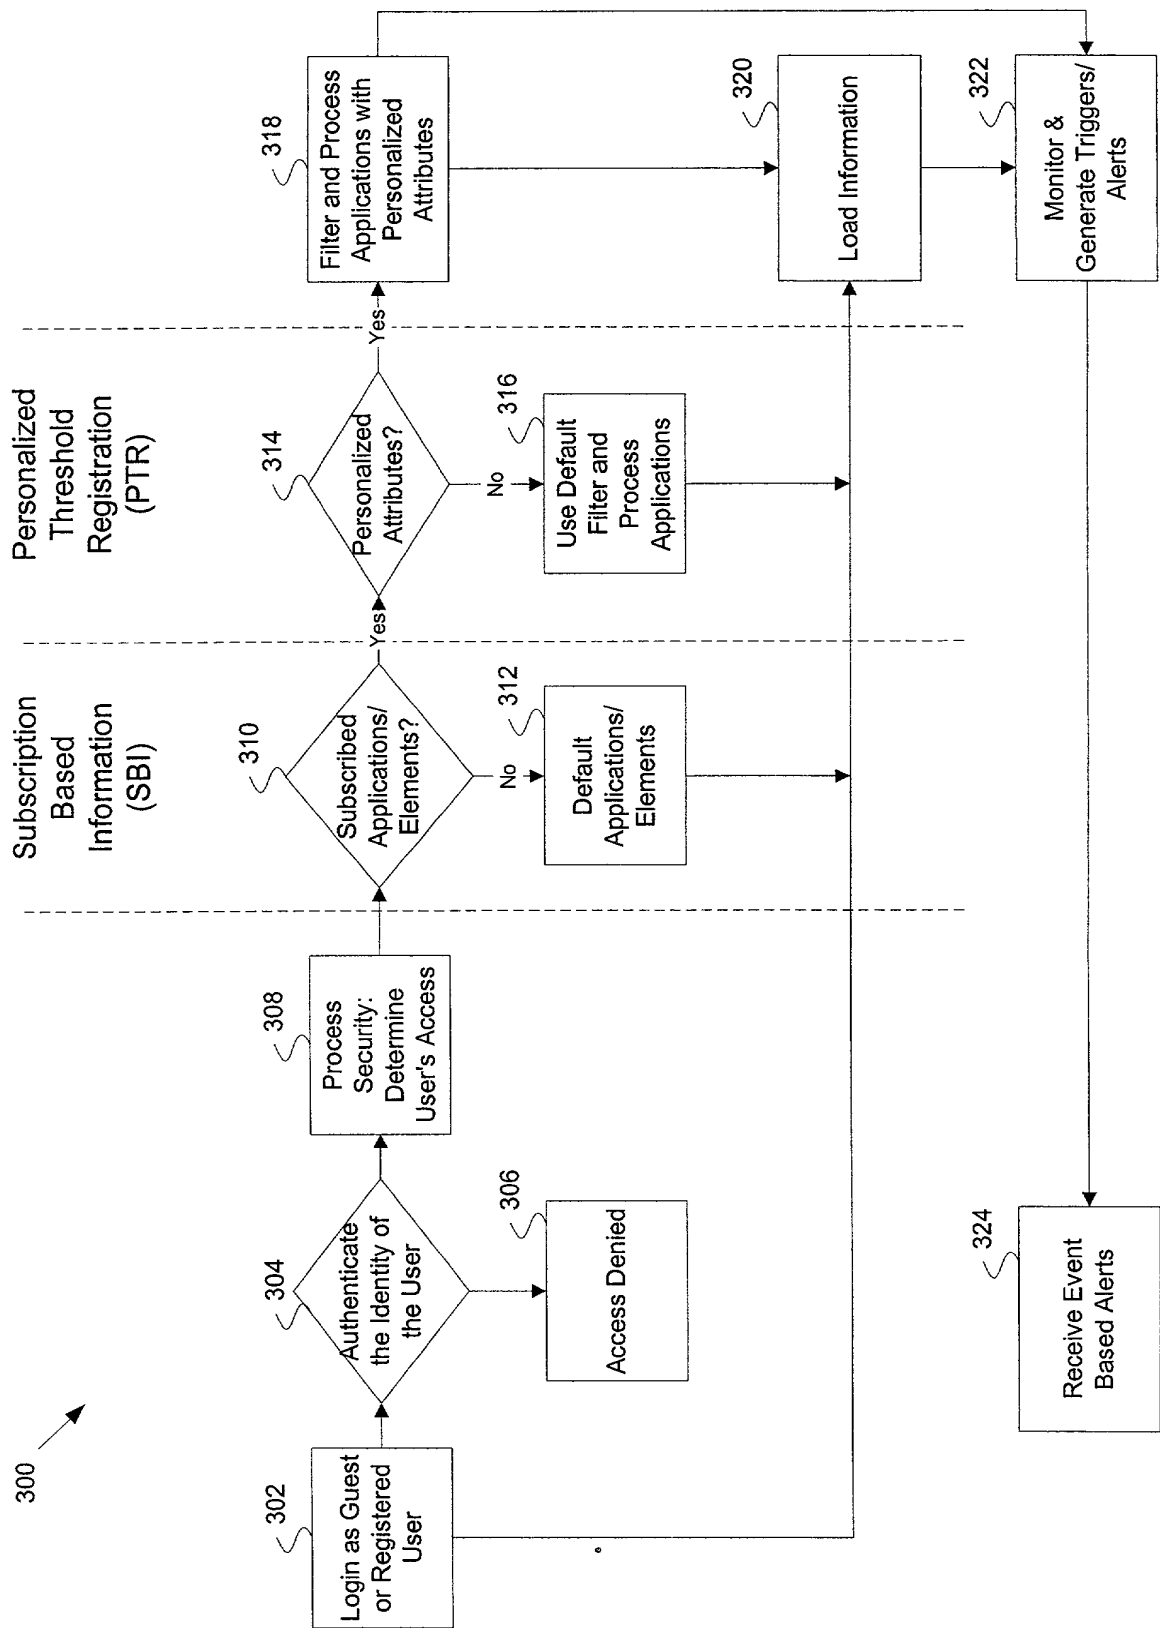 300
Subscription
Based
Information
(SBI)
Personalized
Threshold
Registration
(PTR)
302
Login as Guest
or Registered
User
304
Authenticate
the Identity of
the User
306
Access Denied
308
Process
Security:
Determine
User's Access
310
Subscribed
Applications/
Elements?
Yes
No
312
Default
Applications/
Elements
314
Personalized
Attributes?
Yes
No
316
Use Default
Filter and
Process
Applications
318
Filter and Process
Applications with
Personalized
Attributes
320
Load Information
322
Monitor &
Generate Triggers/
Alerts
324
Receive Event
Based Alerts